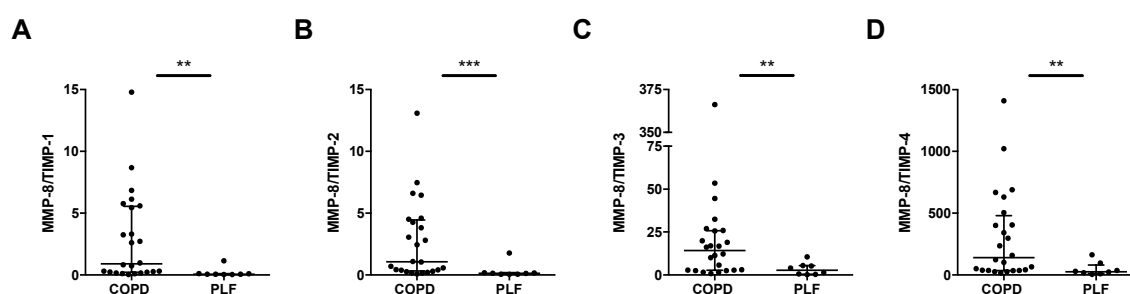 A
B
C
D
**
***
**
**
MMP-8/TIMP-1
15
10
5
0
COPD PLF
MMP-8/TIMP-2
15
10
5
0
COPD PLF
MMP-8/TIMP-3
375
350
75
50
25
0
COPD PLF
MMP-8/TIMP-4
1500
1000
500
0
COPD PLF